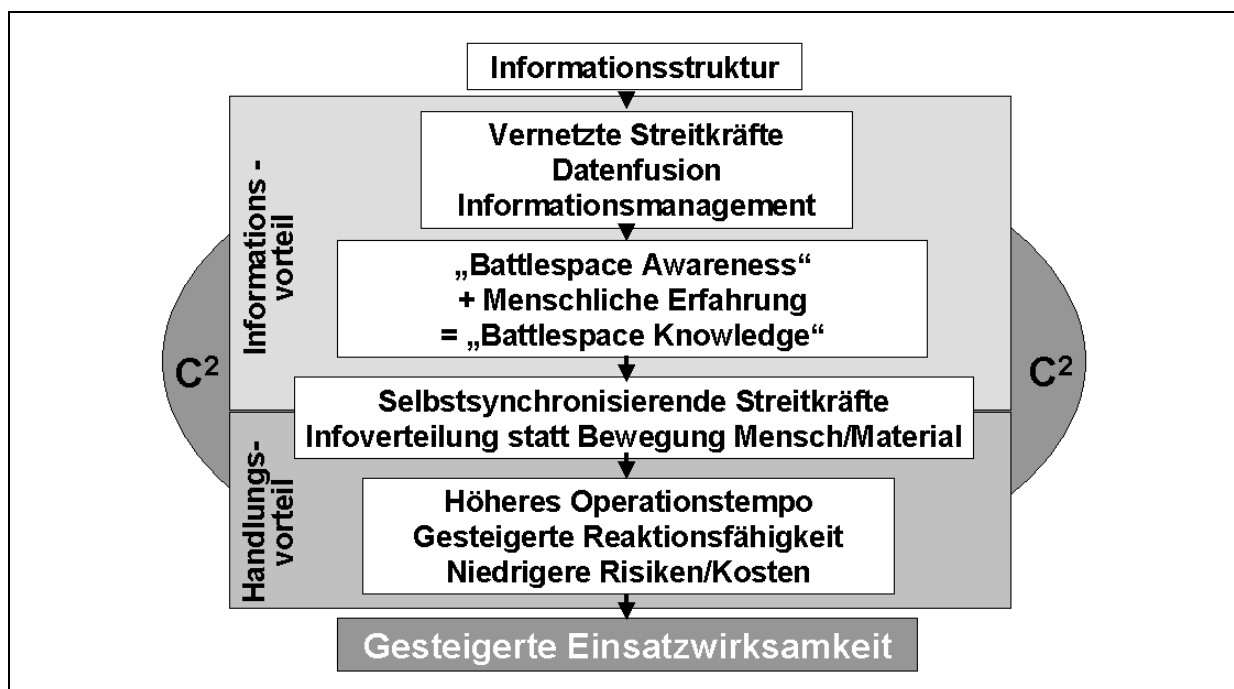 Informationsstruktur
Vernetzte Streitkräfte
Datenfusion
Informationsmanagement
Informations -
vorteil
„Battlespace Awareness“
+ Menschliche Erfahrung
= „Battlespace Knowledge“
C²
C²
Selbstsynchronisierende Streitkräfte
Infoverteilung statt Bewegung Mensch/Material
Handlungs-
vorteil
Höheres Operationstempo
Gesteigerte Reaktionsfähigkeit
Niedrigere Risiken/Kosten
Gesteigerte Einsatzwirksamkeit